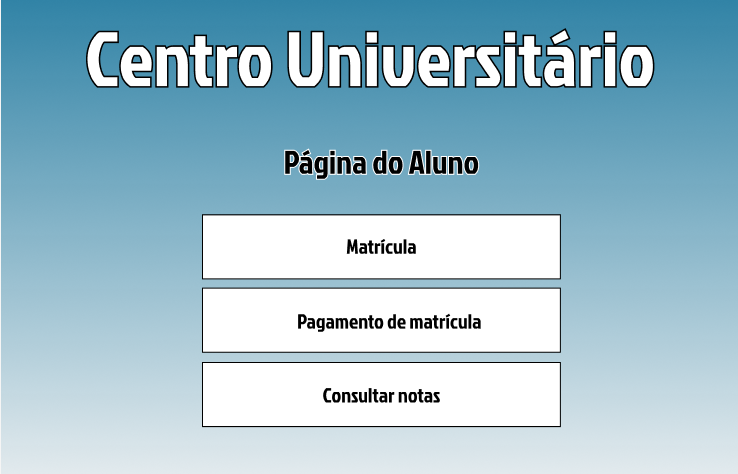 Centro Universitário
Página do Aluno
Matrícula
Pagamento de matrícula
Consultar notas